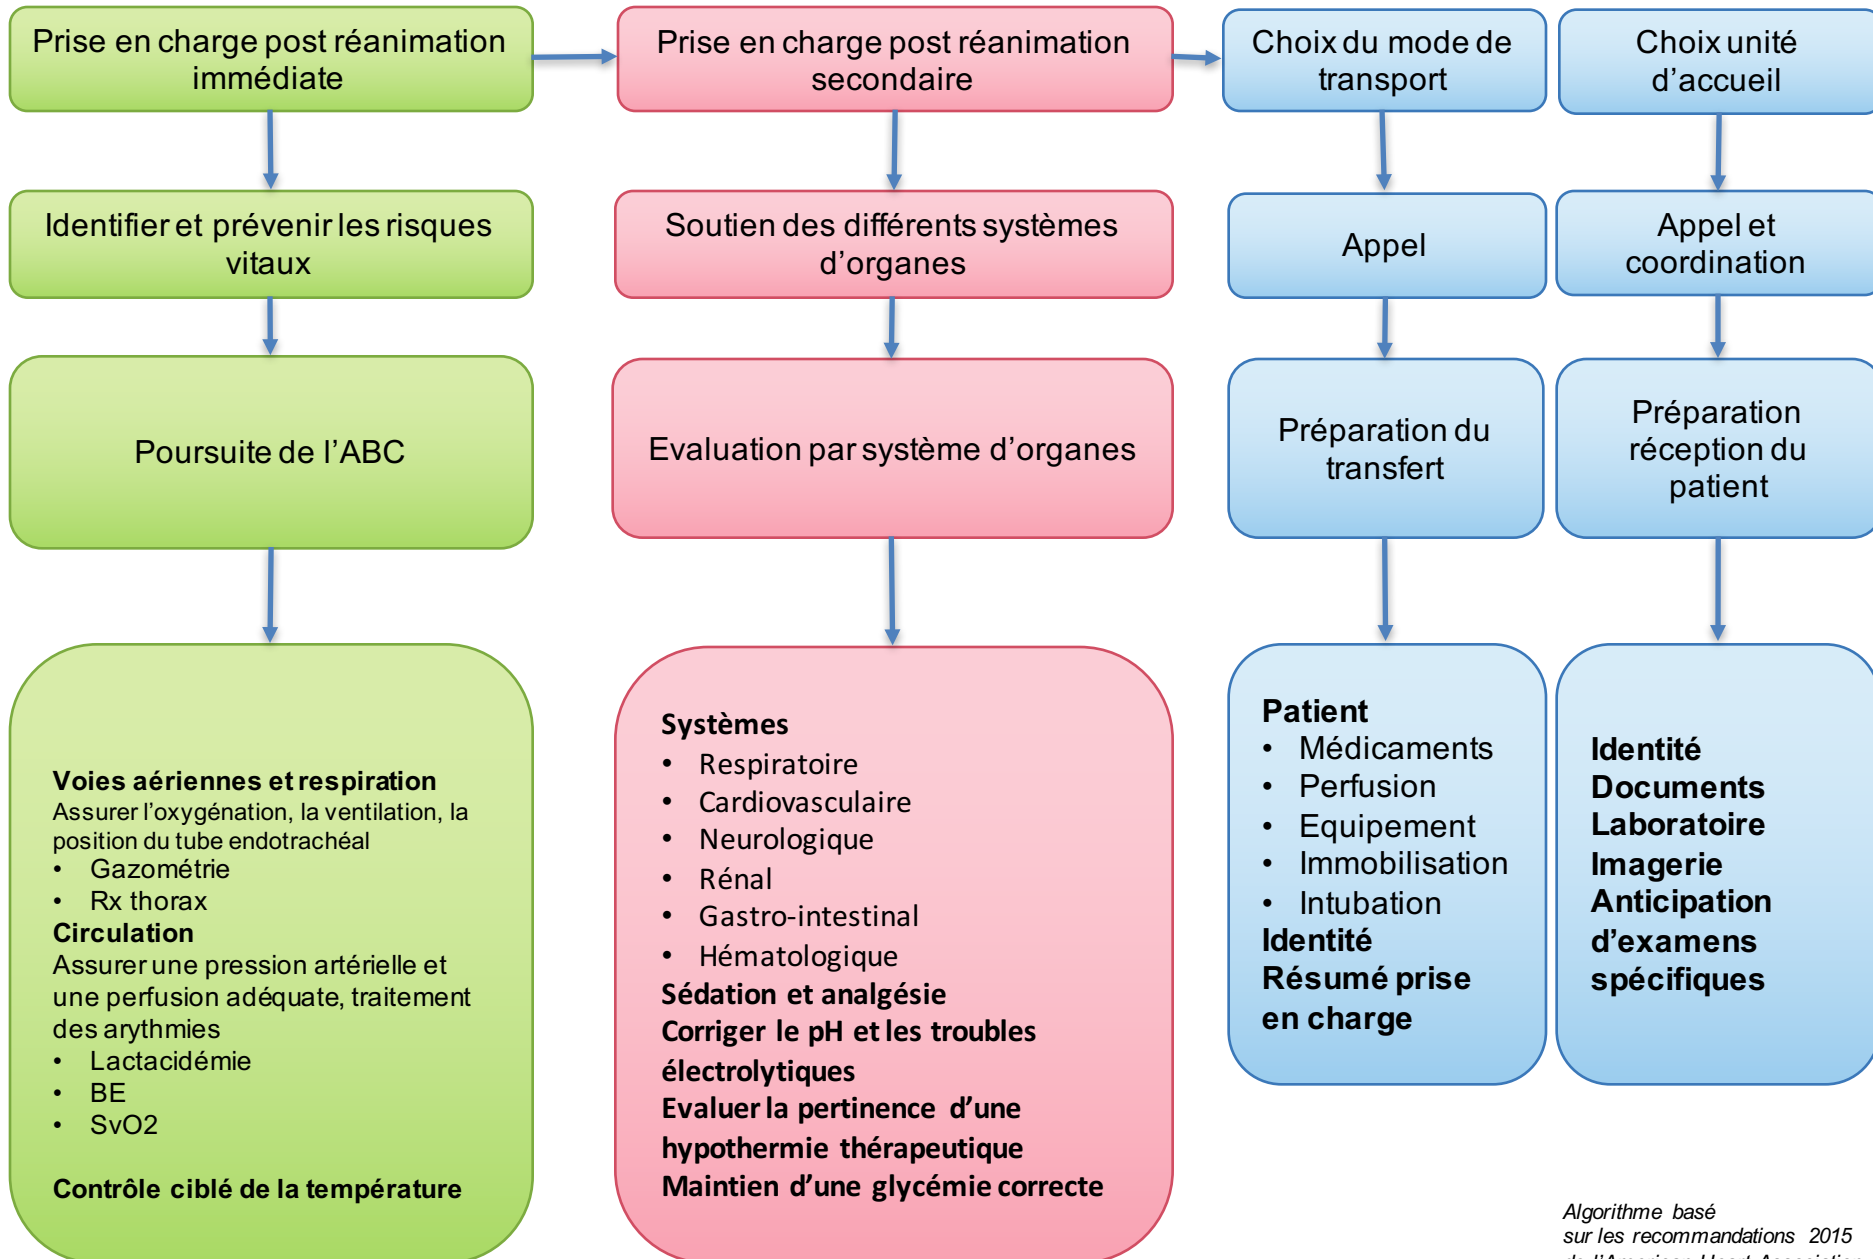 Prise en charge post réanimation
immédiate
Identifier et prévenir les risques
vitaux
Poursuite de l’ABC
Voies aériennes et respiration
Assurer l’oxygénation, la ventilation, la
position du tube endotrachéal
• Gazométrie
• Rx thorax
Circulation
Assurer une pression artérielle et
une perfusion adéquate, traitement
des arythmies
• Lactacidémie
• BE
• SvO2
Contrôle ciblé de la température
Prise en charge post réanimation
secondaire
Soutien des différents systèmes
d’organes
Evaluation par système d’organes
Systèmes
• Respiratoire
• Cardiovasculaire
• Neurologique
• Rénal
• Gastro-intestinal
• Hématologique
Sédation et analgésie
Corriger le pH et les troubles
électrolytiques
Evaluer la pertinence d’une
hypothermie thérapeutique
Maintien d’une glycémie correcte
Choix du mode de
transport
Appel
Préparation du
transfert
Patient
• Médicaments
• Perfusion
• Equipement
• Immobilisation
• Intubation
Identité
Résumé prise
en charge
Choix unité
d’accueil
Appel et
coordination
Préparation
réception du
patient
Identité
Documents
Laboratoire
Imagerie
Anticipation
d’examens
spécifiques
Algorithme basé
sur les recommandations 2015
de l’American Heart Association